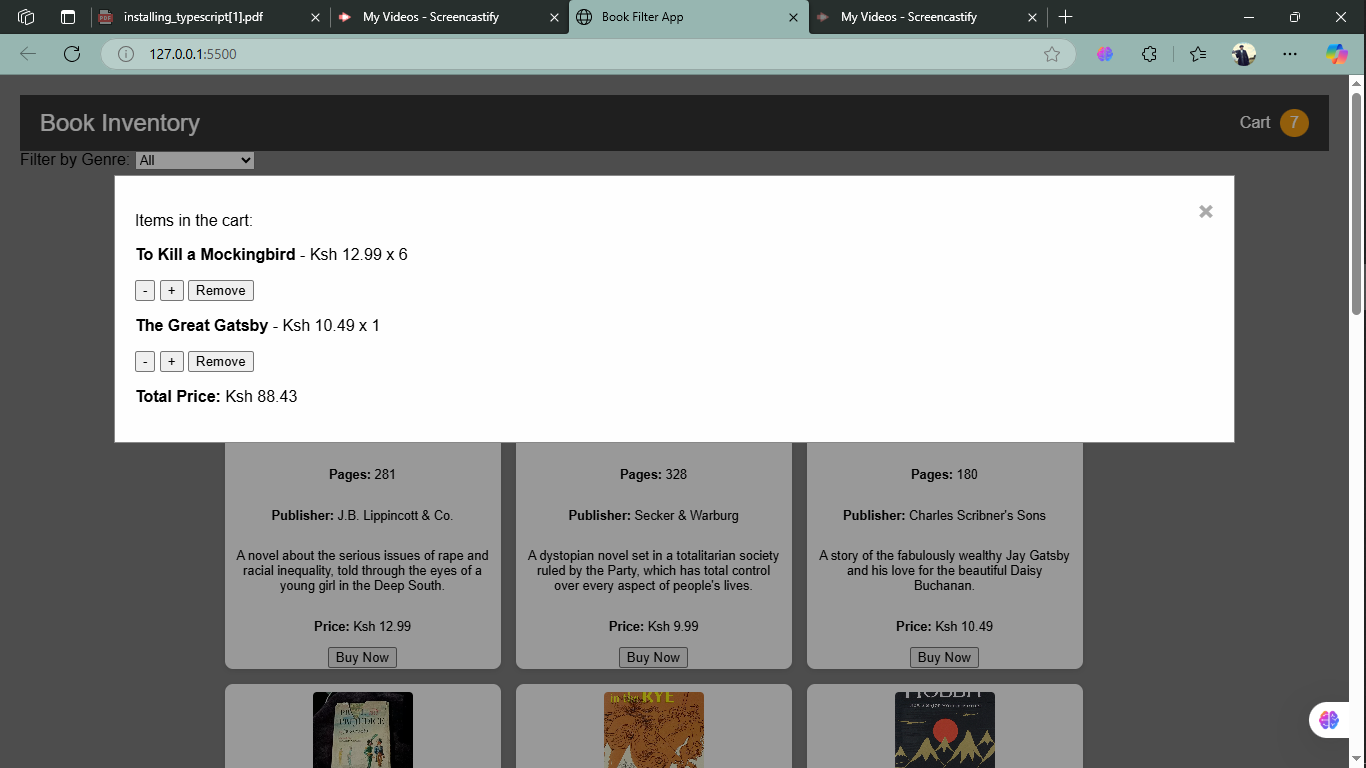 installing_typescript[1].pdf
My Videos - Screencastify
Book Filter App
My Videos - Screencastify
127.0.0.1:5500
Book Inventory
Cart 7
Filter by Genre: All
Items in the cart:
To Kill a Mockingbird - Ksh 12.99 x 6
- + Remove
The Great Gatsby - Ksh 10.49 x 1
- + Remove
Total Price: Ksh 88.43
Pages: 281
Publisher: J.B. Lippincott & Co.
A novel about the serious issues of rape and
racial inequality, told through the eyes of a
young girl in the Deep South.
Price: Ksh 12.99
Buy Now
Pages: 328
Publisher: Secker & Warburg
A dystopian novel set in a totalitarian society
ruled by the Party, which has total control
over every aspect of people's lives.
Price: Ksh 9.99
Buy Now
Pages: 180
Publisher: Charles Scribner's Sons
A story of the fabulously wealthy Jay Gatsby
and his love for the beautiful Daisy
Buchanan.
Price: Ksh 10.49
Buy Now
PREJUDICE
in the RYE
HOBBIT